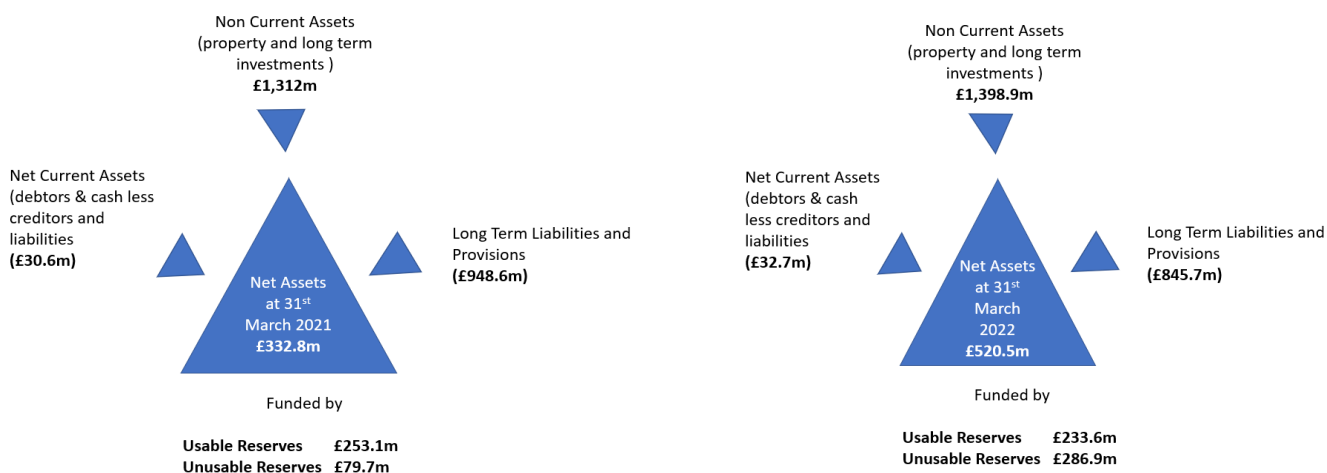 Non Current Assets
(property and long term
investments )
£1,312m
Net Current Assets
(debtors & cash less
creditors and
liabilities
(£30.6m)
Long Term Liabilities and
Provisions
(£948.6m)
Net Assets
at 31st
March 2021
£332.8m
Funded by
Usable Reserves £253.1m
Unusable Reserves £79.7m
Non Current Assets
(property and long term
investments )
£1,398.9m
Net Current Assets
(debtors & cash
less creditors and
liabilities
(£32.7m)
Long Term Liabilities and
Provisions
(£845.7m)
Net Assets
at 31st
March
2022
£520.5m
Funded by
Usable Reserves £233.6m
Unusable Reserves £286.9m